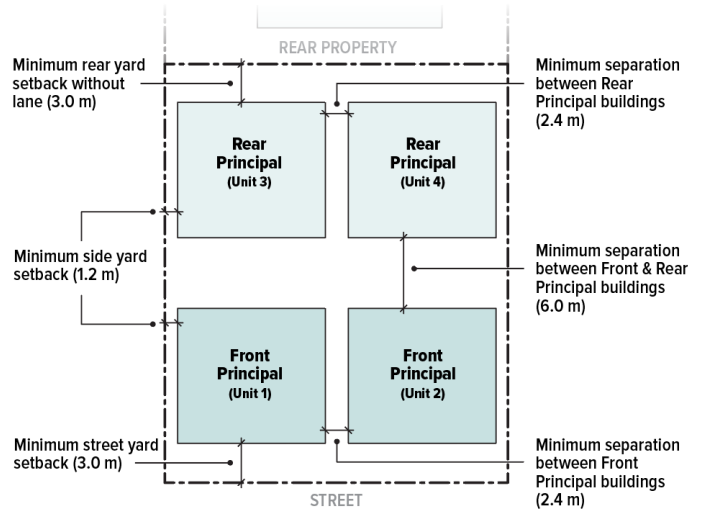 REAR PROPERTY
Minimum rear yard
setback without
lane (3.0 m)
Minimum separation
between Rear
Principal buildings
(2.4 m)
Rear
Principal
(Unit 3)
Rear
Principal
(Unit 4)
Minimum side yard
setback (1.2 m)
Minimum separation
between Front & Rear
Principal buildings
(6.0 m)
Front
Principal
(Unit 1)
Front
Principal
(Unit 2)
Minimum street yard
setback (3.0 m)
Minimum separation
between Front
Principal buildings
(2.4 m)
STREET